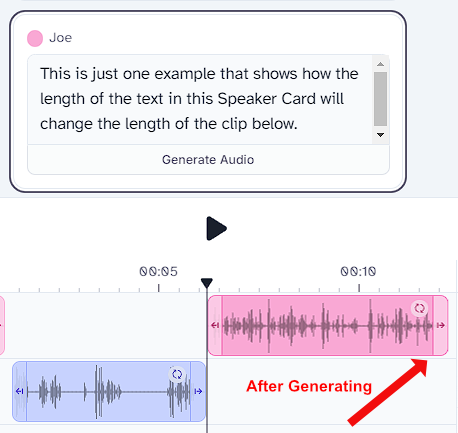 Joe
This is just one example that shows how the
length of the text in this Speaker Card will
change the length of the clip below.
Generate Audio
00:05 00:10
After Generating